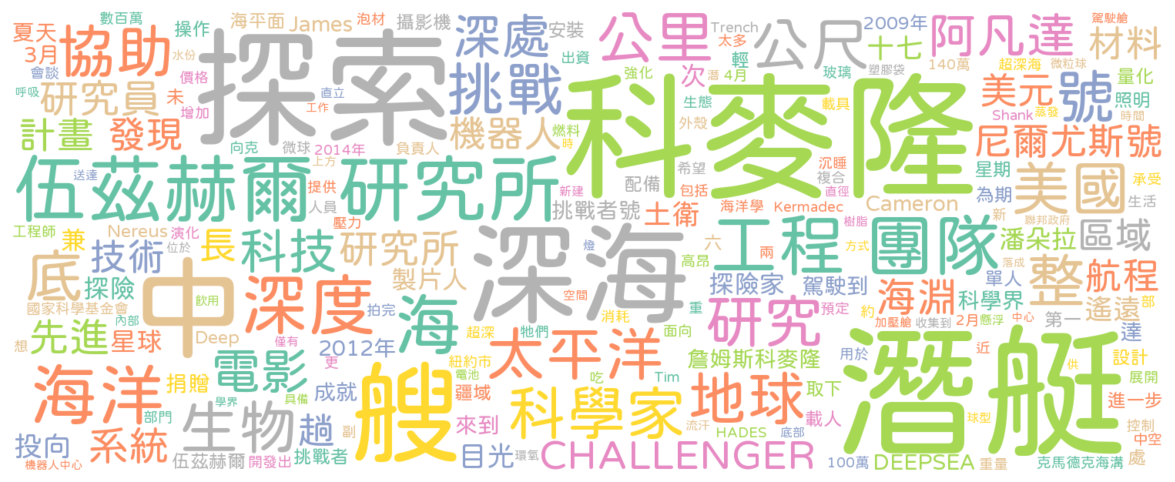 數百萬 操作 海平面 James 泡材 攝影機 深處 安裝 公里 Trench 太多 公尺 2009年 十七 阿凡達 駕駛艙 材料
夏天 3月 協助 探索 出資 次 輕 140萬 超深海 微粒球
會談 水份 強化 潛 4月 玻璃 塑膠袋 量化
呼吸 價格 未 研究員 工作 直立 挑戰 科麥隆 生態 載具 美元 號 照明
計畫 發現 增加 機器人 燃料 時 外殼 Shank 蒸發 時間
向克 微球 2014年 負責人 尼爾尤斯號
伍茲赫爾 研究所 上方 新建 配備 希望 沉睡 複合 星期 美國 承受
送達 提供 包括 直徑 為期 生活
工程師 Nereus 演化 人員 挑戰者號 土衛 海洋學 Kermadec Cameron 新 聯邦政府
兼 長 科技 壓力 位於 研究所 深海 六 兩 樹脂 方式 落成 潘朵拉 區域
底 技術 中 飲用 製片人 高昂 工程 團隊 單人 整 航程
國家科學基金會 探險 深度 燈 空間 探險家 駕駛到 海淵 科學界 遙遠 部
先進 內部 星球 Deep 海 超深 牠們 消耗 面向 重 研究 預定 約 加壓艙 收集到 2月 懸浮 中心 第一 達
想 僅有 拍完 2012年 更 紐約市 電池 太平洋 詹姆斯科麥隆 用於 近 設計
海洋 捐贈 電影 成就 疆域 吃 Tim 地球 取下 潛艇 供 展開
部門 學界 具備 艘 科學家 載人 進一步
投向 系統 生物 趟 副 來到 流汗 HADES 底部 球型 控制 中空
機器人中心 伍茲赫爾 開發出 挑戰者 目光 環氧 CHALLENGER 100萬 DEEPSEA 重量 克馬德克海溝 處